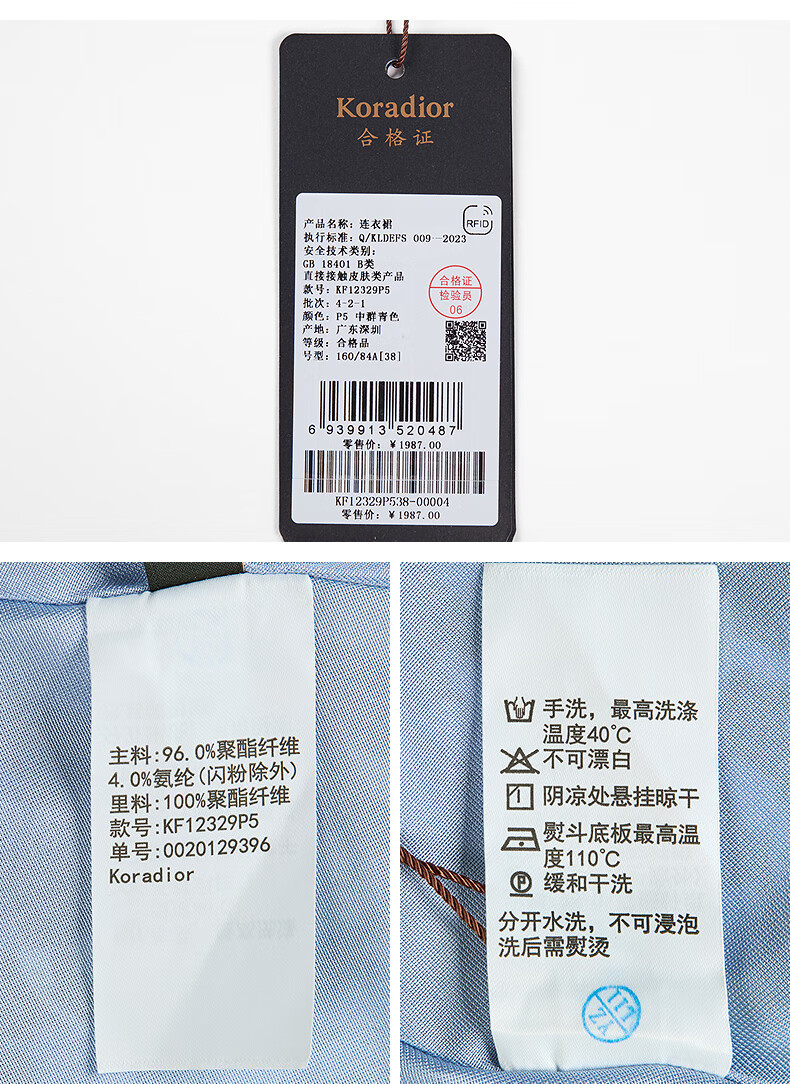 Koradior
合格证
RFID
产品名称: 连衣裙
执行标准: Q/KLDEFS 009—2023
安全技术类别:
GB 18401 B类
直接接触皮肤类产品
款号: KF12329P5
批次: 4-2-1
颜色: P5 中群青色
产地: 广东深圳
等级: 合格品
号型: 160/84A[38]
合格证
检验员
06
6 939913 520487
零售价: ¥1987.00
KF12329P538-00004
零售价: ¥1987.00
主料:96.0%聚酯纤维
4.0%氨纶(闪粉除外)
里料:100%聚酯纤维
款号:KF12329P5
单号:0020129396
Koradior
手洗，最高洗涤
温度40℃
不可漂白
阴凉处悬挂晾干
熨斗底板最高温
度110℃
P
缓和干洗
分开水洗，不可浸泡
洗后需熨烫